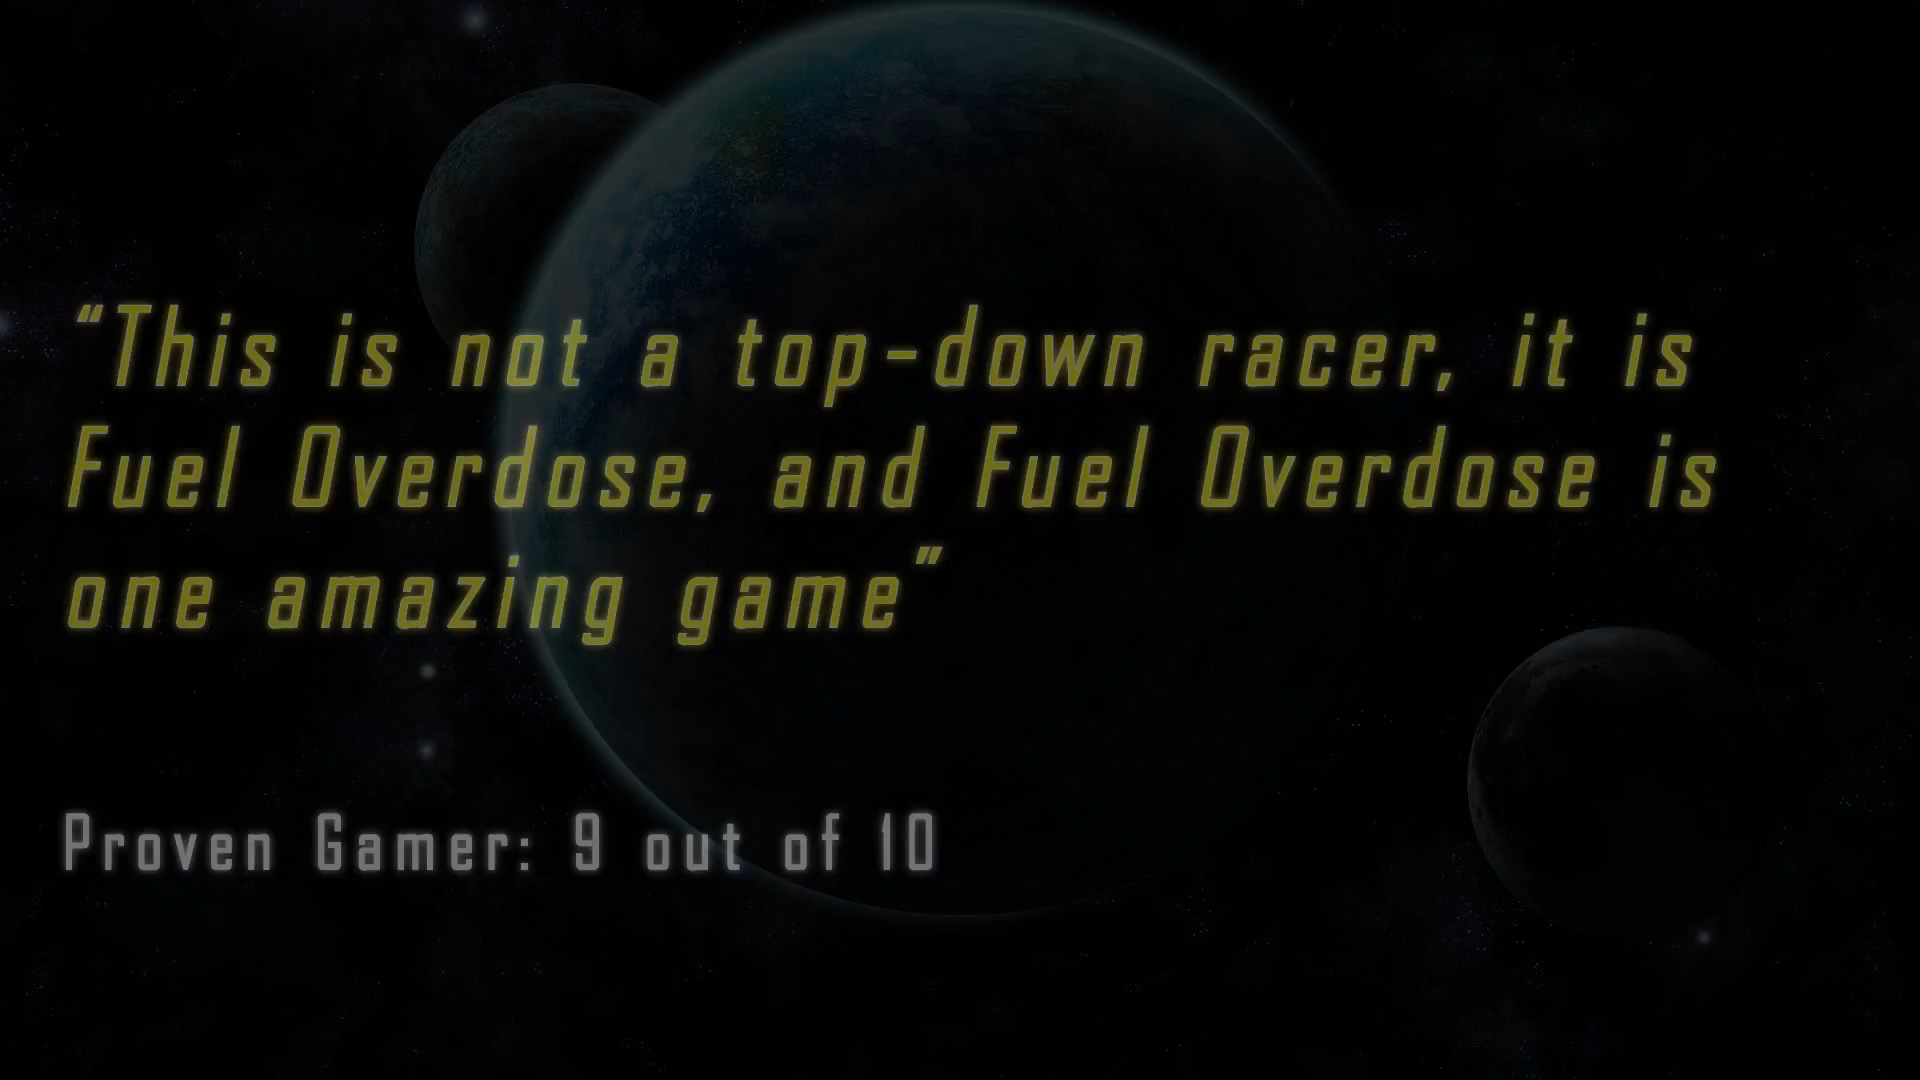 “This is not a top-down racer, it is
Fuel Overdose, and Fuel Overdose is
one amazing game”
Proven Gamer: 9 out of 10